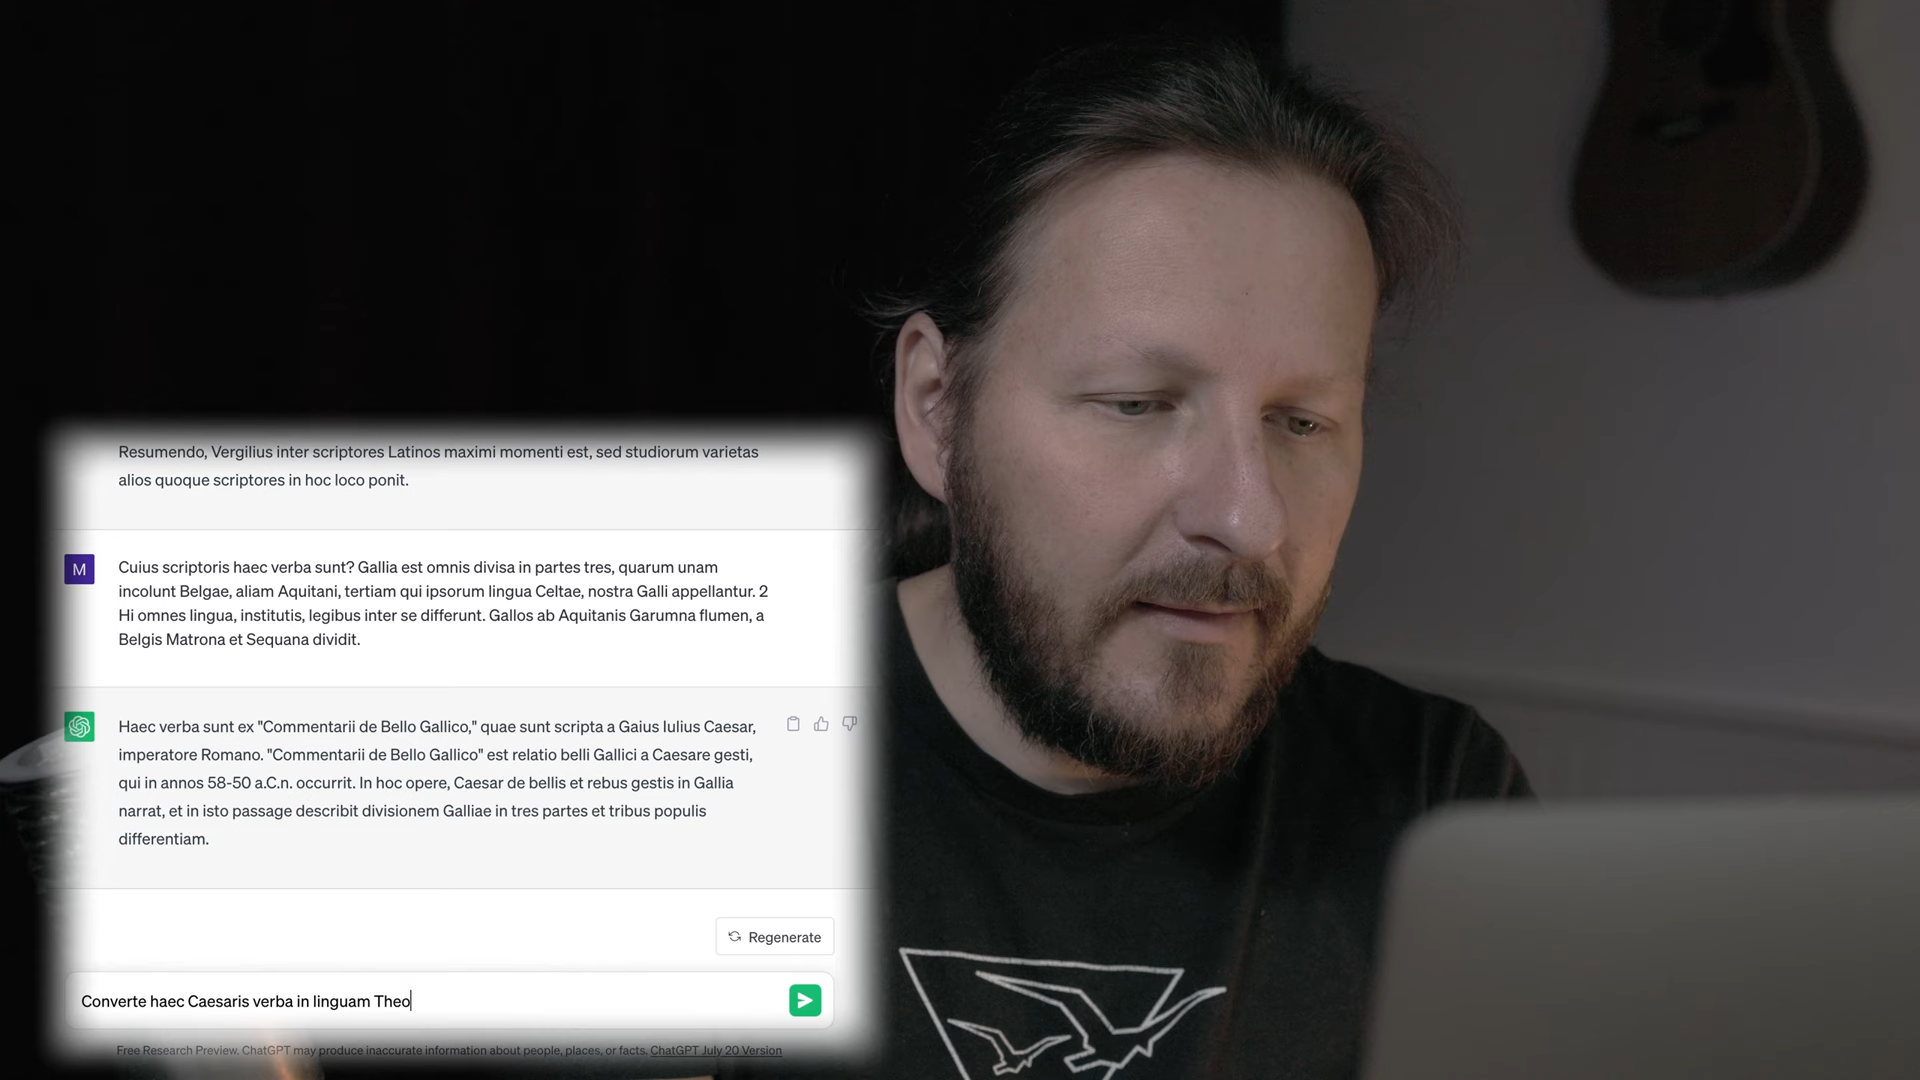 Resumendo, Vergilius inter scriptores Latinos maximi momenti est, sed studiorum varietas
alios quoque scriptores in hoc loco ponit.
M
Cuius scriptoris haec verba sunt? Gallia est omnis divisa in partes tres, quarum unam
incolunt Belgae, aliam Aquitani, tertiam qui ipsorum lingua Celtae, nostra Galli appellantur. 2
Hi omnes lingua, institutis, legibus inter se differunt. Gallos ab Aquitanis Garumna flumen, a
Belgis Matrona et Sequana dividit.
Haec verba sunt ex "Commentarii de Bello Gallico," quae sunt scripta a Gaius Iulius Caesar,
imperatore Romano. "Commentarii de Bello Gallico" est relatio belli Gallici a Caesare gesti,
qui in annos 58-50 a.C.n. occurrit. In hoc opere, Caesar de bellis et rebus gestis in Gallia
narrat, et in isto passage describit divisionem Galliae in tres partes et tribus populis
differentiam.
Regenerate
Converte haec Caesaris verba in linguam Theo
Free Research Preview. ChatGPT may produce inaccurate information about people, places, or facts. ChatGPT July 20 Version